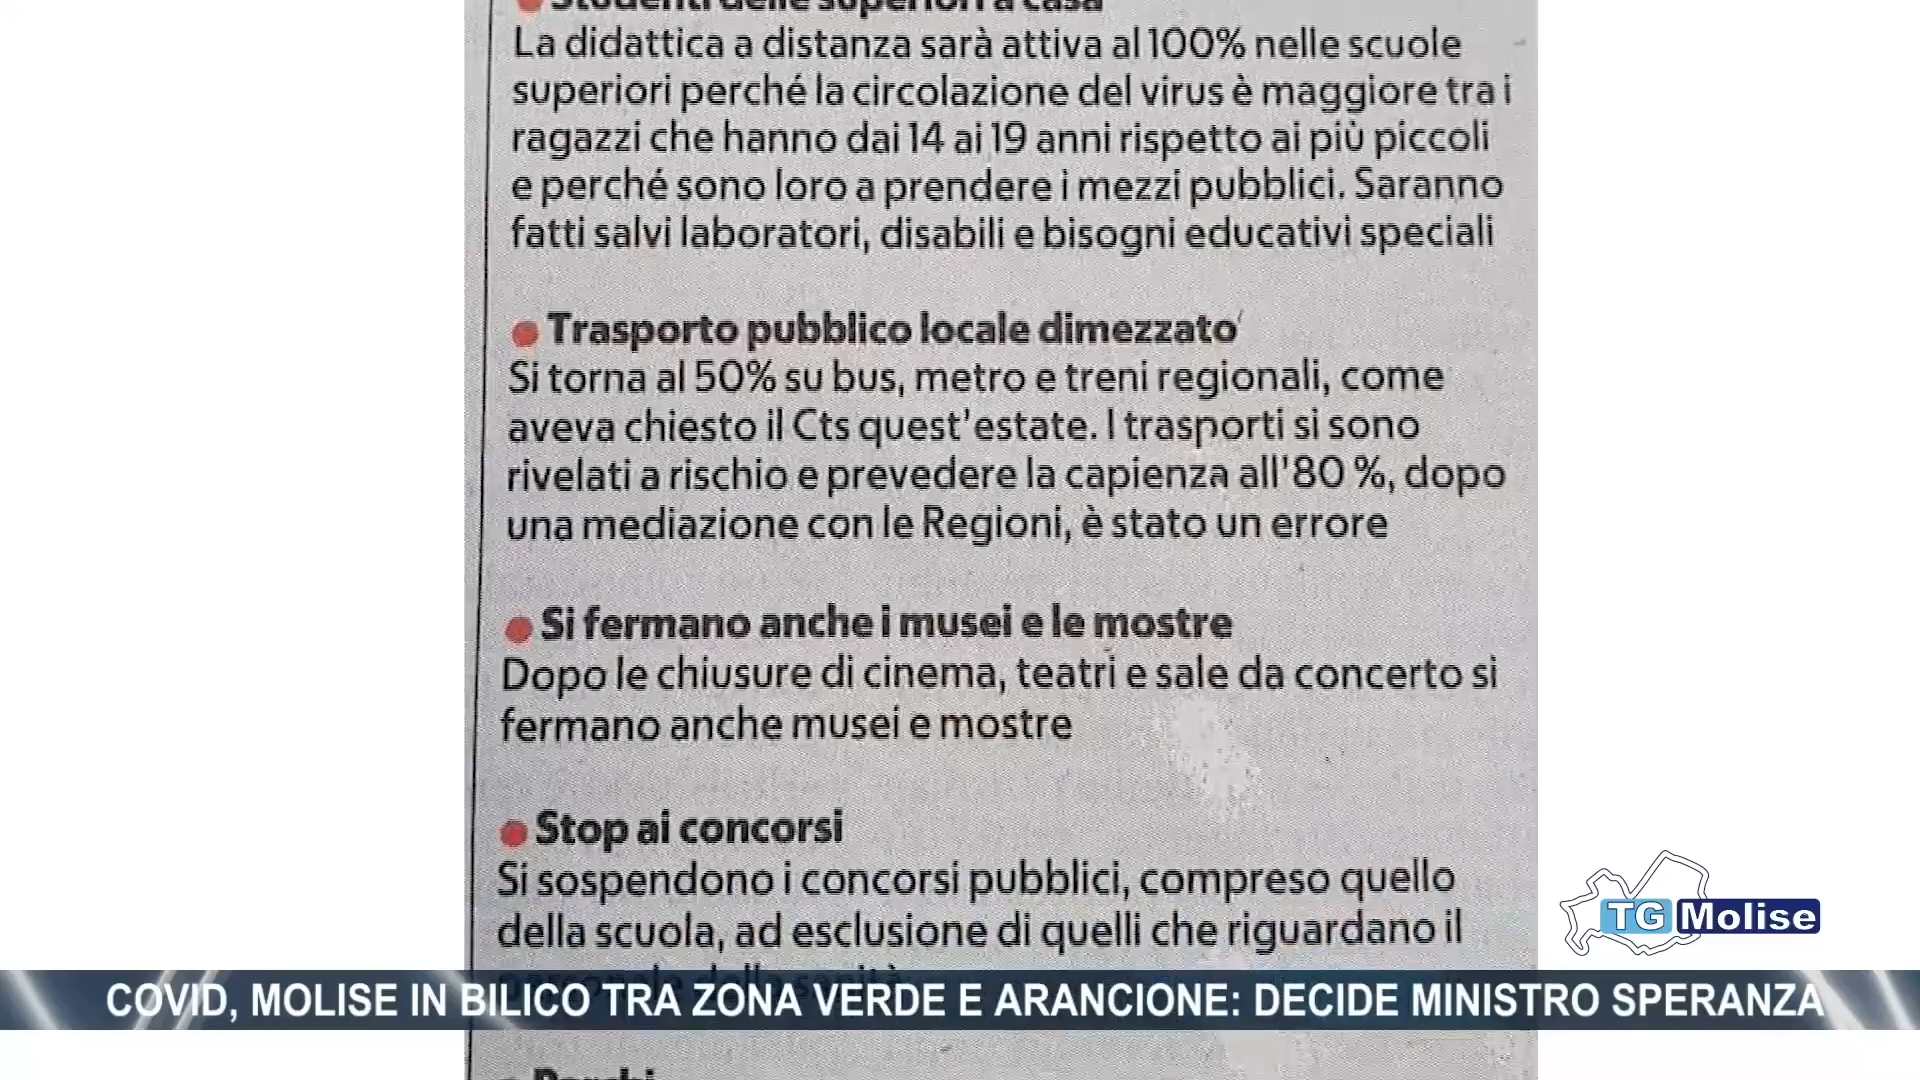 Studenti delle superiori a casa
La didattica a distanza sarà attiva al 100% nelle scuole
superiori perché la circolazione del virus è maggiore tra i
ragazzi che hanno dai 14 ai 19 anni rispetto ai più piccoli
e perché sono loro a prendere i mezzi pubblici. Saranno
fatti salvi laboratori, disabili e bisogni educativi speciali
Trasporto pubblico locale dimezzato
Si torna al 50% su bus, metro e treni regionali, come
aveva chiesto il Cts quest'estate. I trasporti si sono
rivelati a rischio e prevedere la capienza all'80 %, dopo
una mediazione con le Regioni, è stato un errore
Si fermano anche i musei e le mostre
Dopo le chiusure di cinema, teatri e sale da concerto si
fermano anche musei e mostre
Stop ai concorsi
Si sospendono i concorsi pubblici, compreso quello
della scuola, ad esclusione di quelli che riguardano il
personale della sanità
TG Molise
COVID, MOLISE IN BILICO TRA ZONA VERDE E ARANCIONE: DECIDE MINISTRO SPERANZA